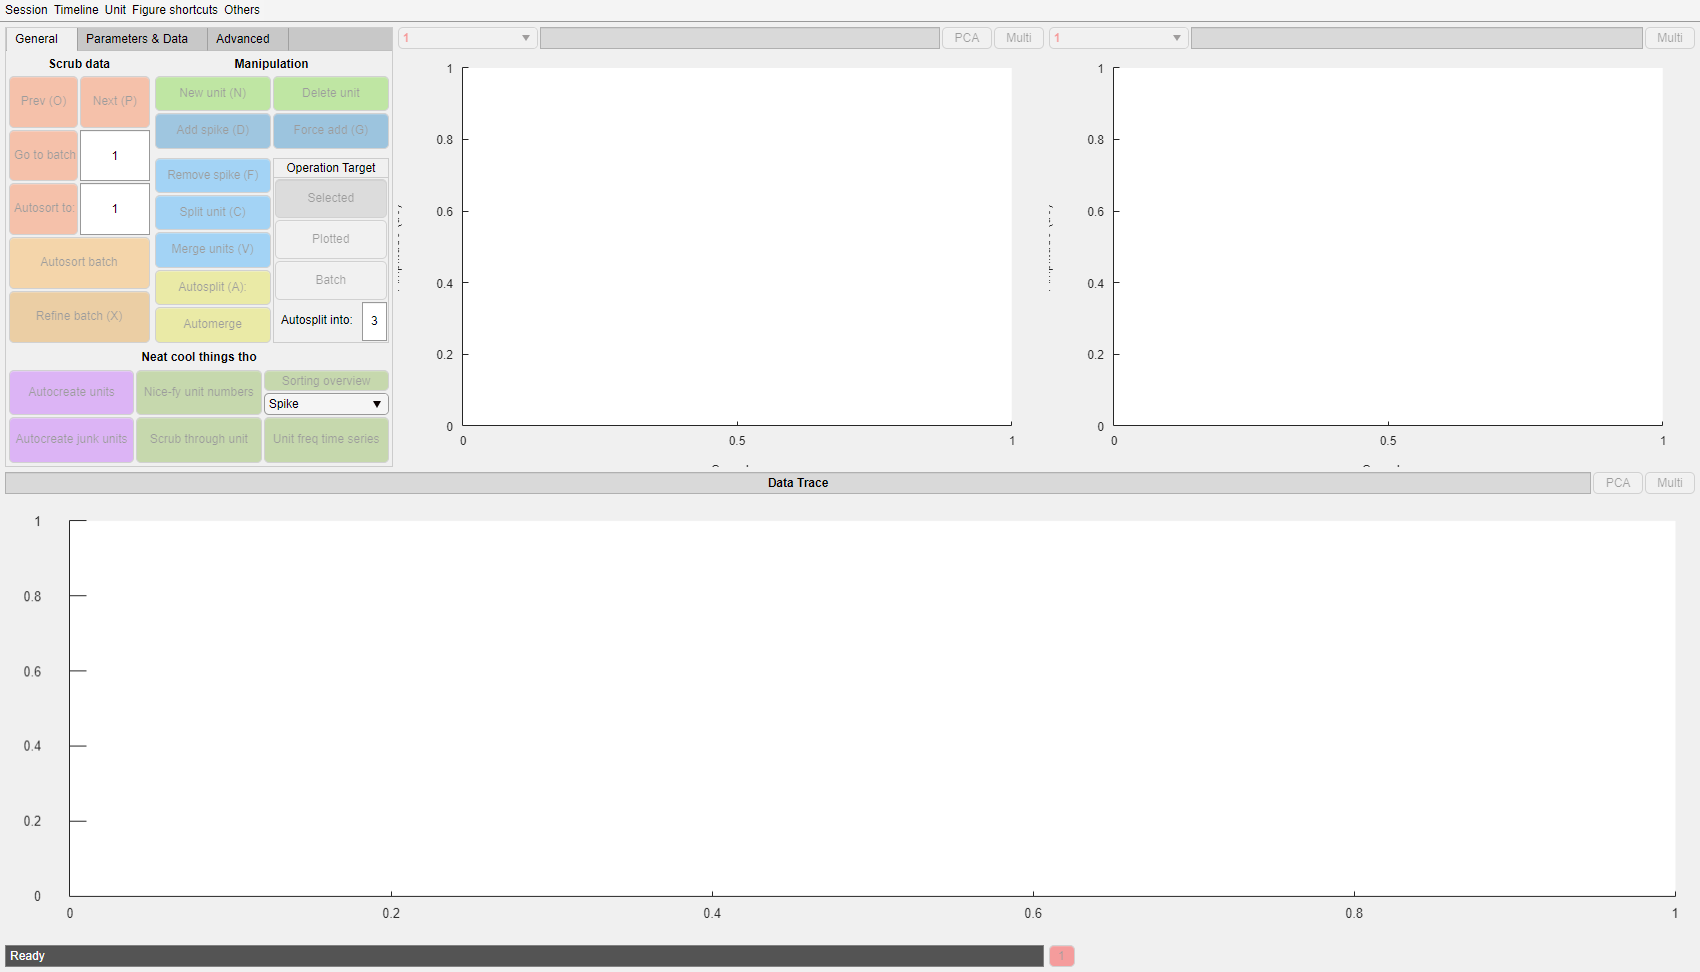 Session Timeline Unit Figure shortcuts Others
General Parameters & Data Advanced
Scrub data
Prev (O) Next (P)
Go to batch 1
Autosort to: 1
Autosort batch
Refine batch (X)
Manipulation
New unit (N) Delete unit
Add spike (D) Force add (G)
Remove spike (F)
Split unit (C)
Merge units (V)
Autosplit (A):
Automerge
Operation Target
Selected
Plotted
Batch
Autosplit into: 3
Neat cool things tho
Autocreate units Nice-fy unit numbers Sorting overview
Spike
Autocreate junk units Scrub through unit Unit freq time series
1 PCA Multi
1
0.8
0.6
0.4
0.2
0
0 0.5 1
1 Multi
1
0.8
0.6
0.4
0.2
0
0 0.5 1
Data Trace PCA Multi
1
0.8
0.6
0.4
0.2
0
0 0.2 0.4 0.6 0.8 1
Ready 1